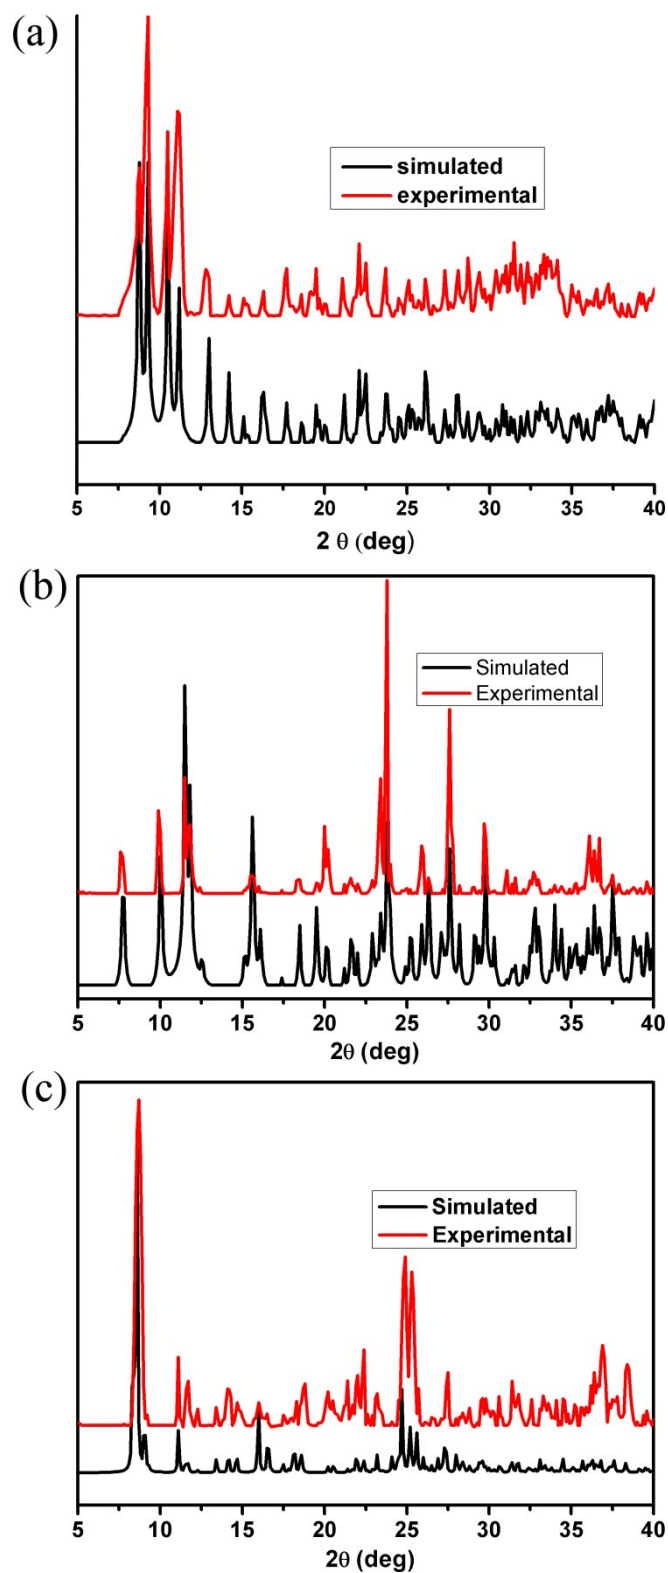 (a)
simulated
experimental
5 10 15 20 25 30 35 40
2 θ (deg)
(b)
Simulated
Experimental
5 10 15 20 25 30 35 40
2θ (deg)
(c)
Simulated
Experimental
5 10 15 20 25 30 35 40
2θ (deg)